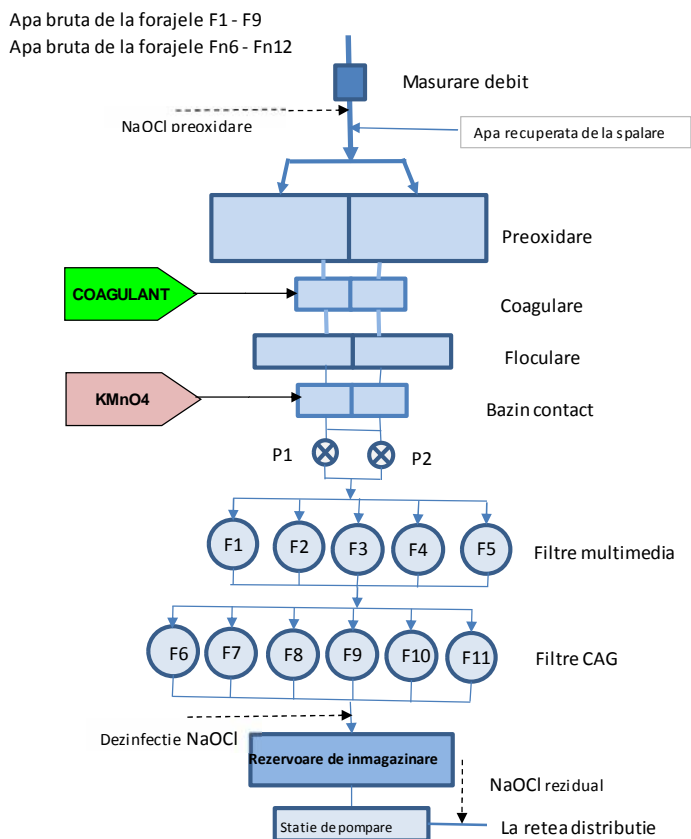 Apa bruta de la forajele F1 - F9
Apa bruta de la forajele Fn6 - Fn12
Masurare debit
NaOCl preoxidare
Apa recuperata de la spalare
Preoxidare
COAGULANT
Coagulare
Floculare
KMnO4
Bazin contact
P1
P2
F1
F2
F3
F4
F5
Filtre multimedia
F6
F7
F8
F9
F10
F11
Filtre CAG
Dezinfectie NaOCl
Rezervoare de inmagazinare
NaOCl rezidual
Statie de pompare
La retea distributie